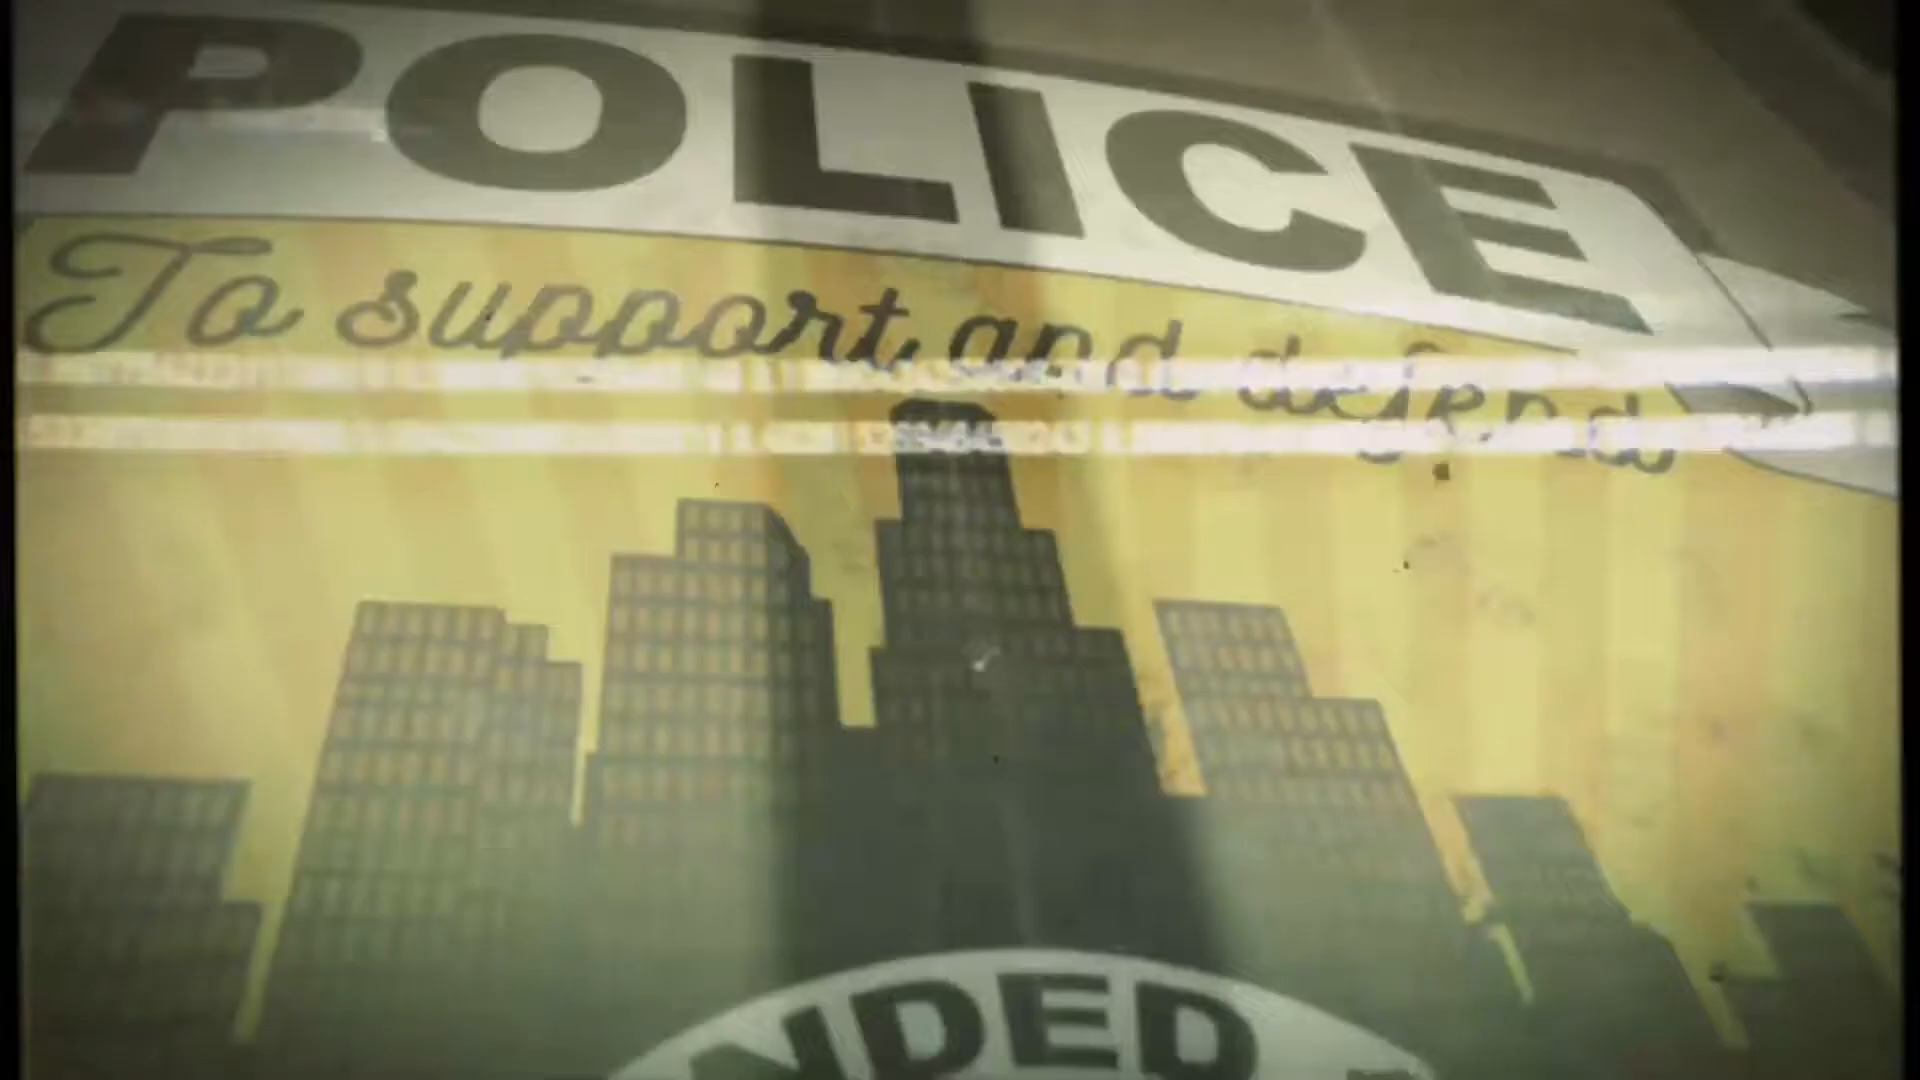 POLICE
To support and defend
NDED